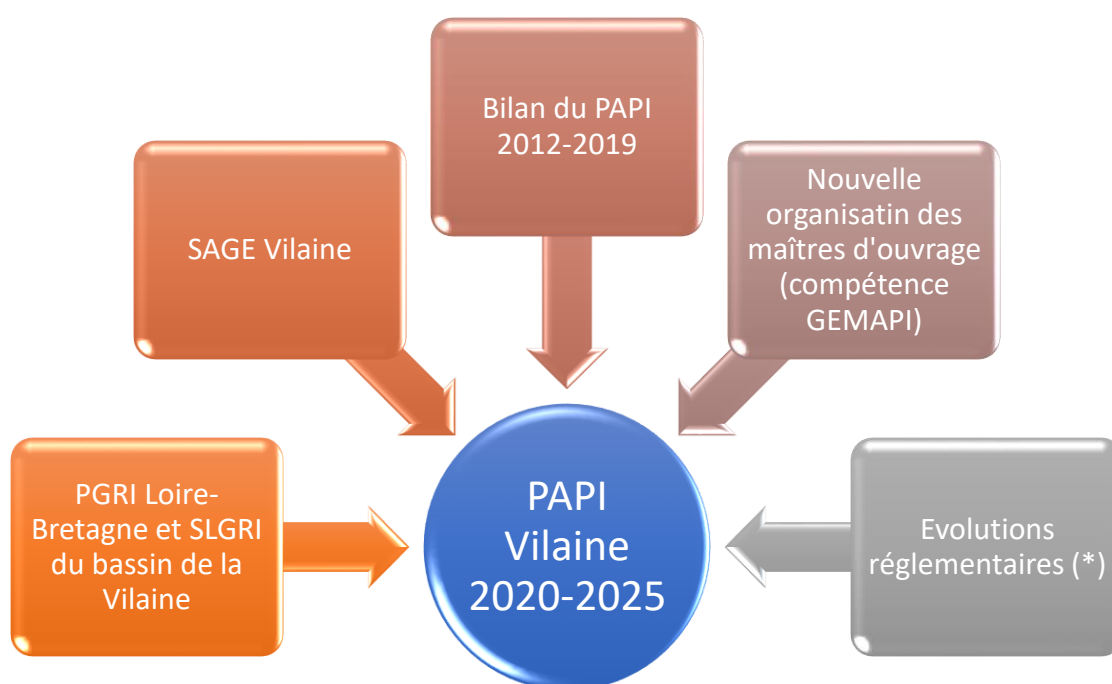 Bilan du PAPI
2012-2019
SAGE Vilaine
Nouvelle
organisatin des
maîtres d'ouvrage
(compétence
GEMAPI)
PGRI Loire-
Bretagne et SLGRI
du bassin de la
Vilaine
PAPI
Vilaine
2020-2025
Evolutions
réglementaires (*)